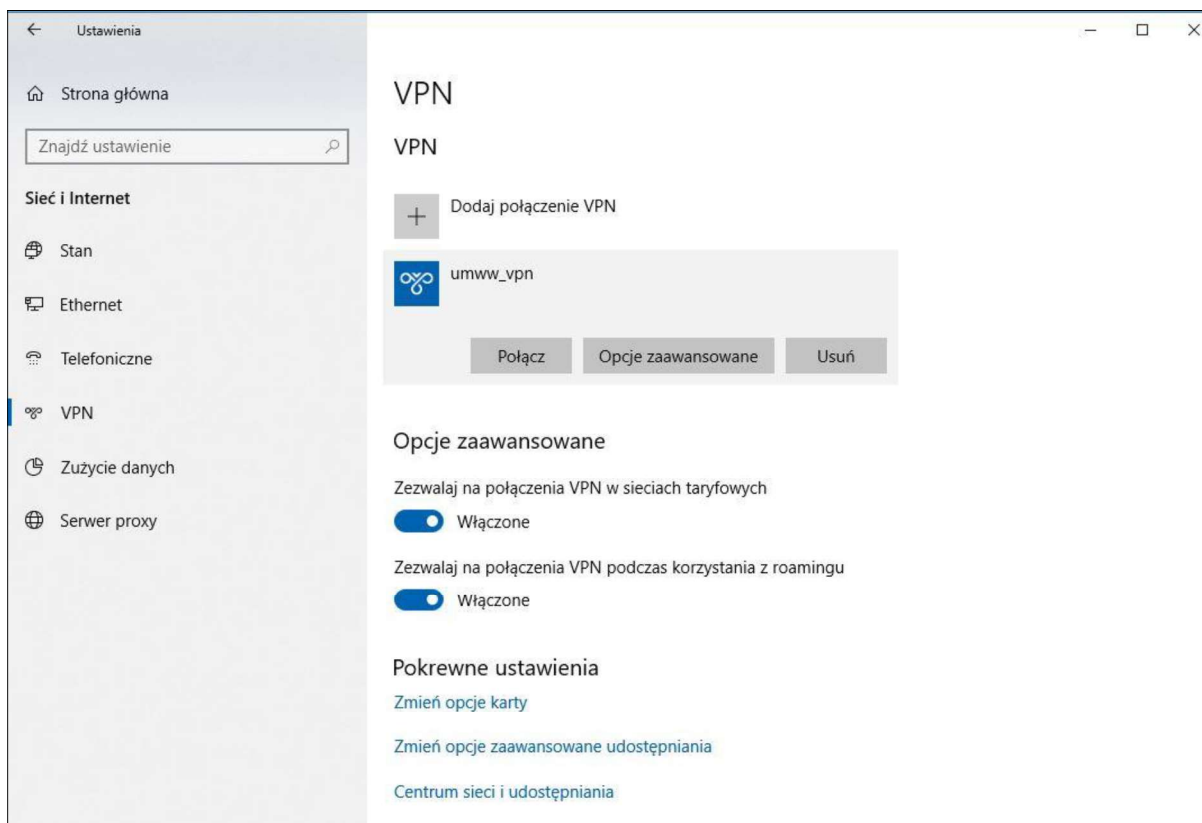 Ustawienia
Strona główna
Znajdź ustawienie
Sieć i Internet
Stan
Ethernet
Telefoniczne
VPN
Zużycie danych
Serwer proxy
VPN
VPN
Dodaj połączenie VPN
umww_vpn
Połącz Opcje zaawansowane Usuń
Opcje zaawansowane
Zezwalaj na połączenia VPN w sieciach taryfowych
Włączone
Zezwalaj na połączenia VPN podczas korzystania z roamingu
Włączone
Pokrewne ustawienia
Zmień opcje karty
Zmień opcje zaawansowane udostępniania
Centrum sieci i udostępniania